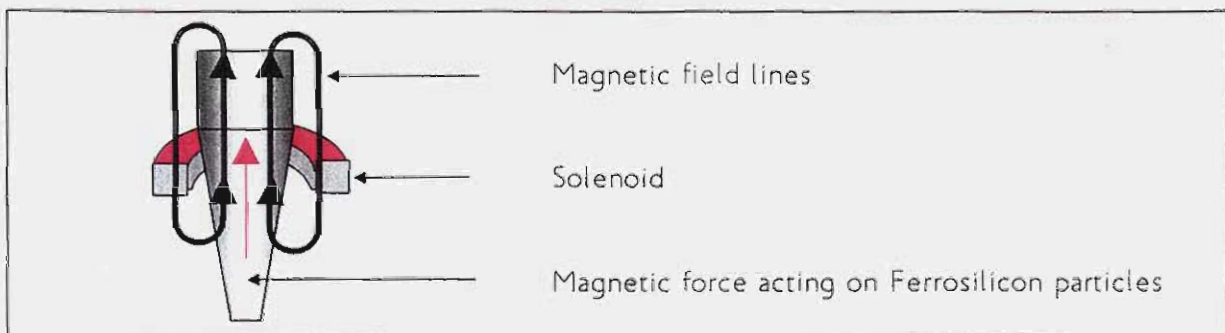 Magnetic field lines
Solenoid
Magnetic force acting on Ferrosilicon particles